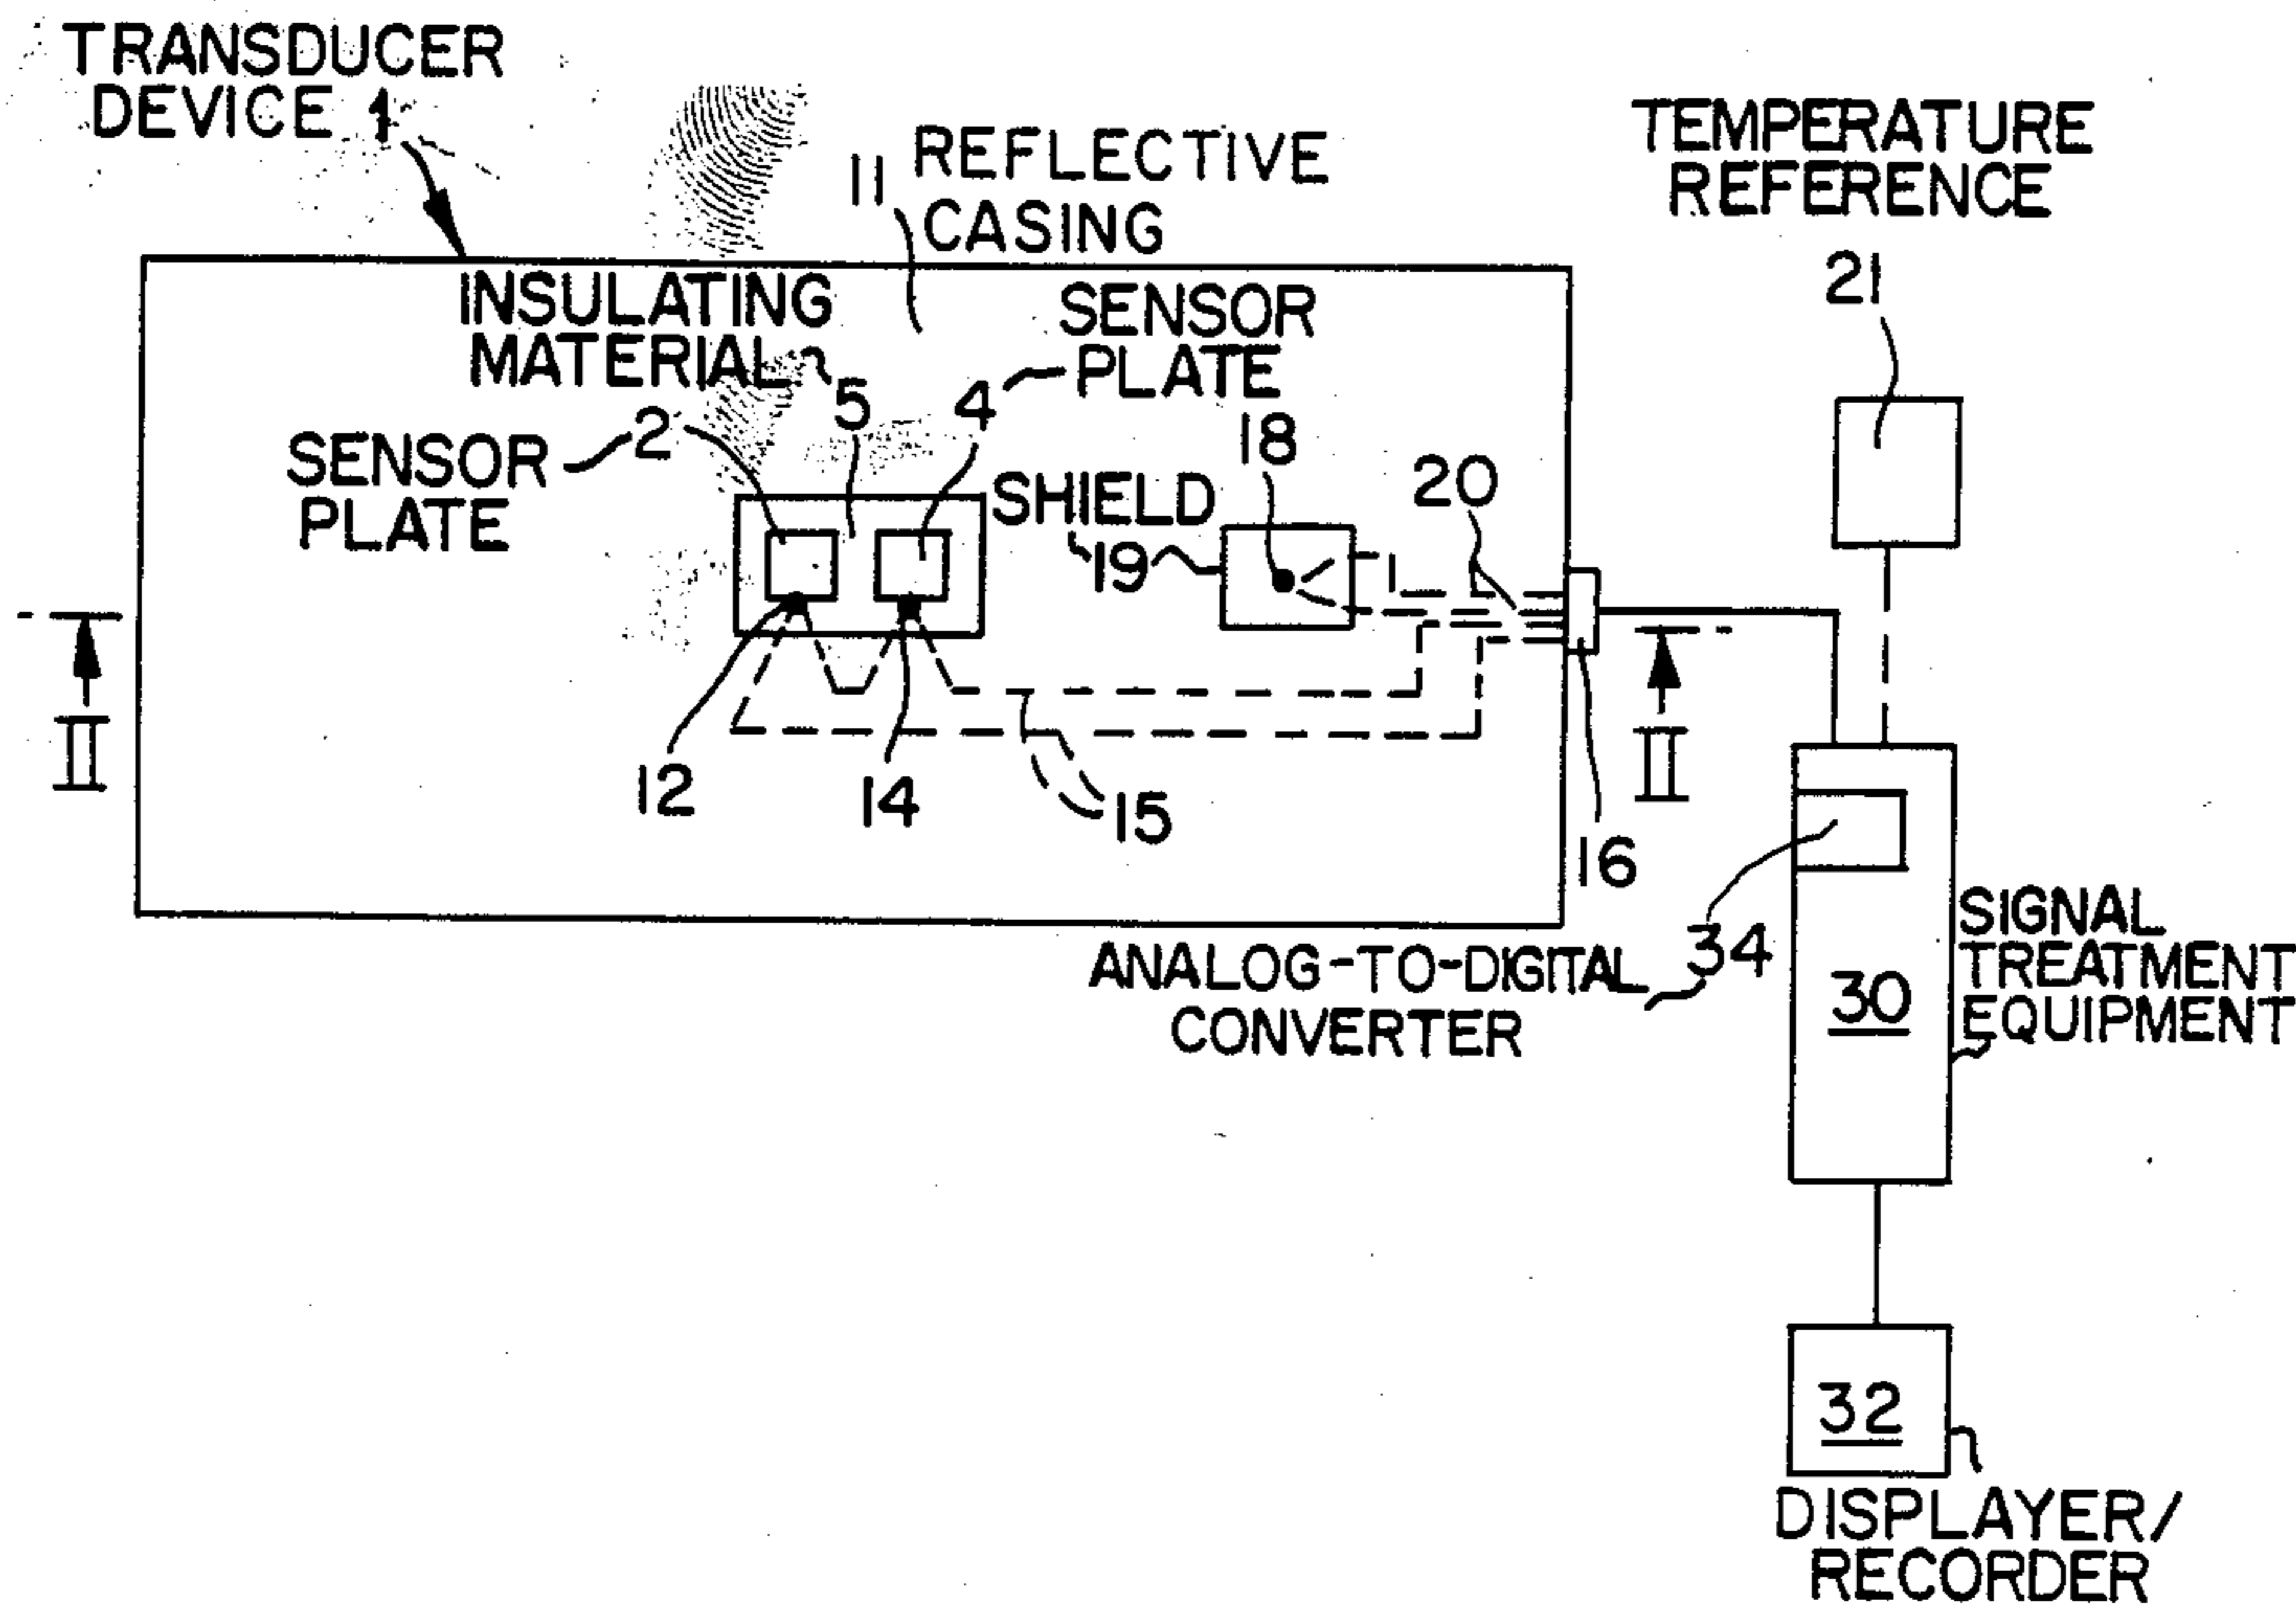 TRANSDUCER
DEVICE 1
11 REFLECTIVE
CASING
TEMPERATURE
REFERENCE
21
INSULATING
MATERIAL 5
SENSOR
PLATE 4
SENSOR 2
PLATE
18
SHIELD
19
20
II
II
12
14
15
16
ANALOG-TO-DIGITAL 34
CONVERTER
SIGNAL
TREATMENT
EQUIPMENT
30
32
DISPLAYER/
RECORDER